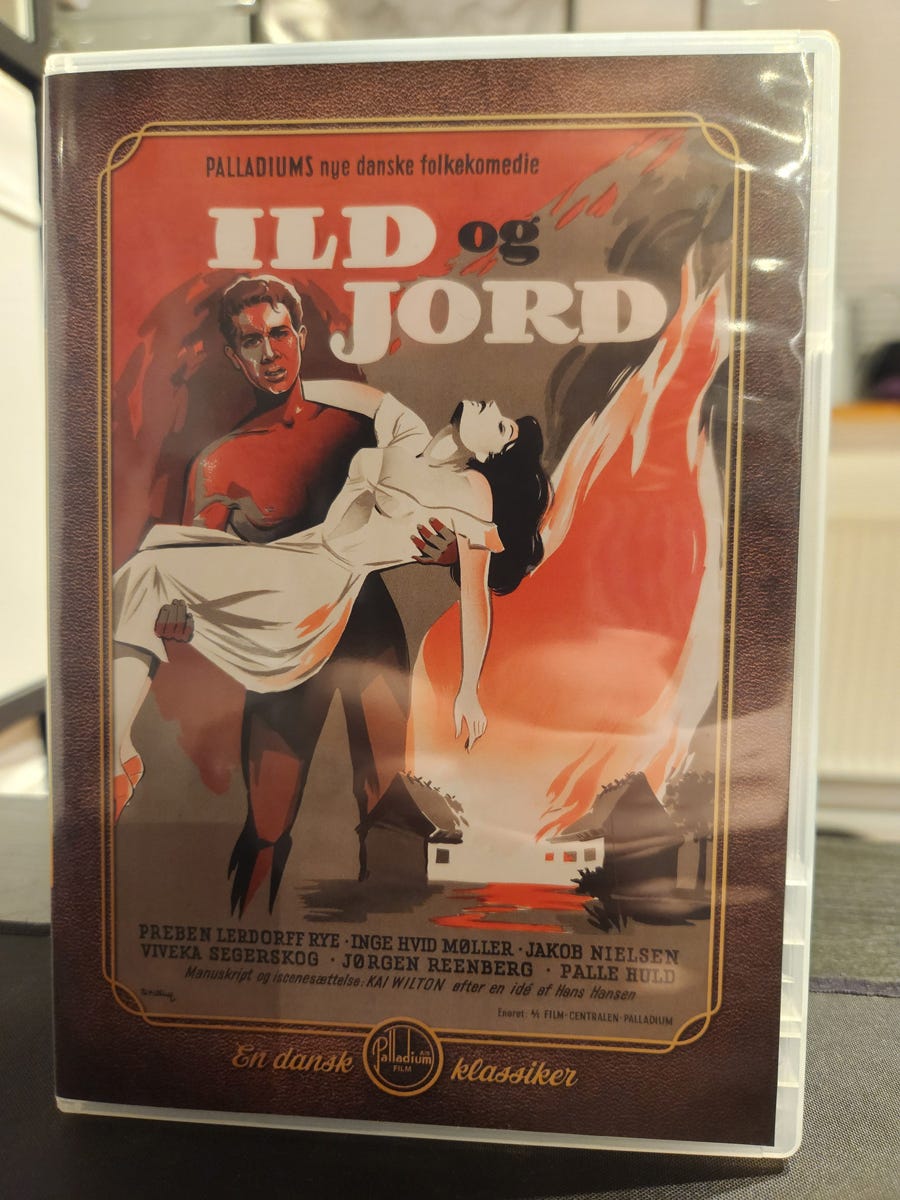 PALLADIUMS nye danske folkekomedie
ILD og
JORD
PREBEN LERDORFF RYE · INGE HVID MØLLER · JAKOB NIELSEN
VIVEKA SEGERSKOG · JØRGEN REENBERG · PALLE HULD
Manuskript og iscenesættelse: KAI WILTON efter en idé af Hans Hansen
Eneret: A/S FILM-CENTRALEN-PALLADIUM
En dansk Palladium A/S FILM klassiker